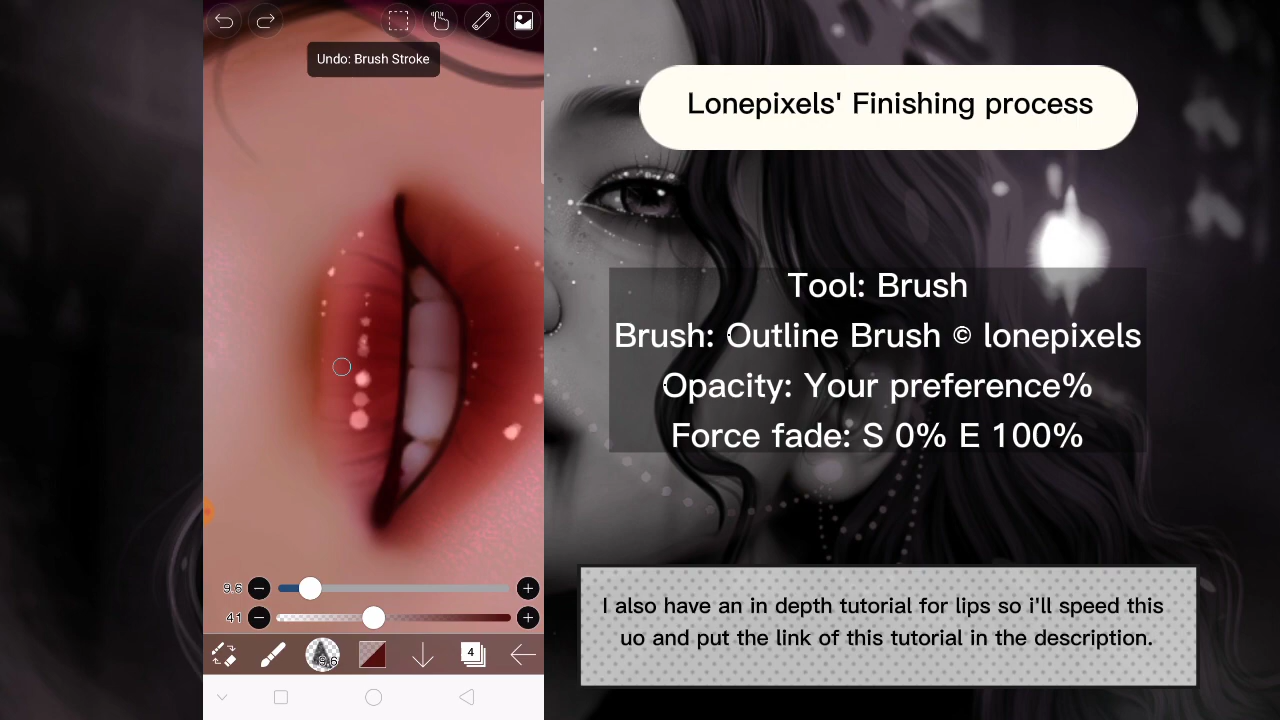 Undo: Brush Stroke
9.6
41
9.6
4
Lonepixels' Finishing process
Tool: Brush
Brush: Outline Brush © lonepixels
Opacity: Your preference%
Force fade: S 0% E 100%
I also have an in depth tutorial for lips so i'll speed this
uo and put the link of this tutorial in the description.